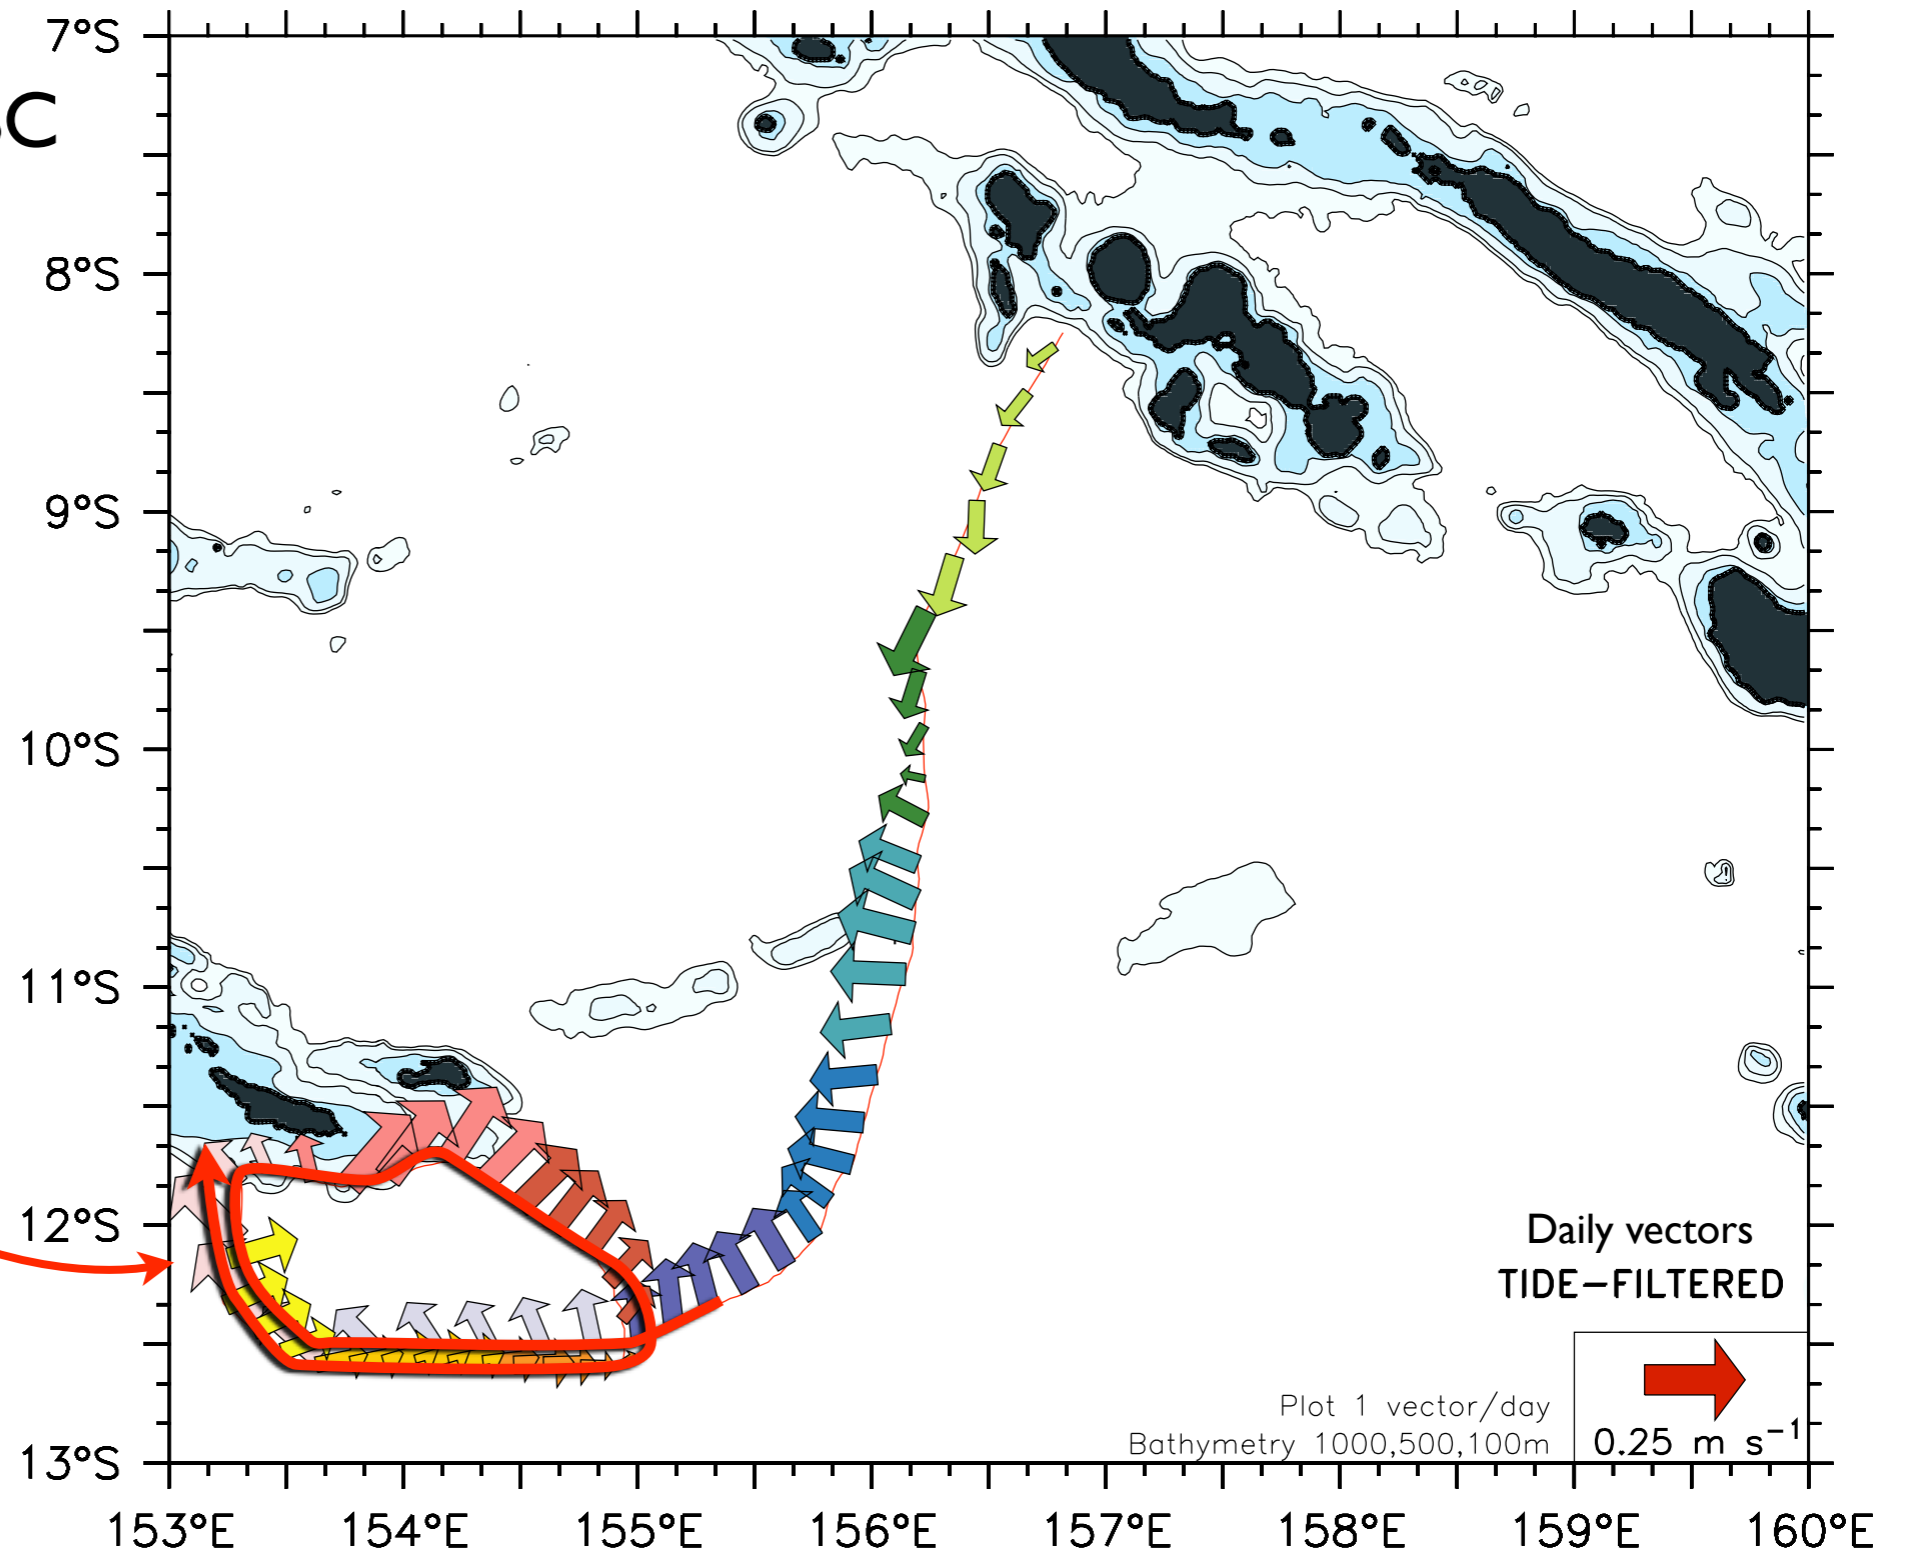 7°S
C
8°S
9°S
10°S
11°S
12°S
Daily vectors
TIDE-FILTERED
Plot 1 vector/day
Bathymetry 1000,500,100m
0.25 m s⁻¹
13°S
153°E 154°E 155°E 156°E 157°E 158°E 159°E 160°E